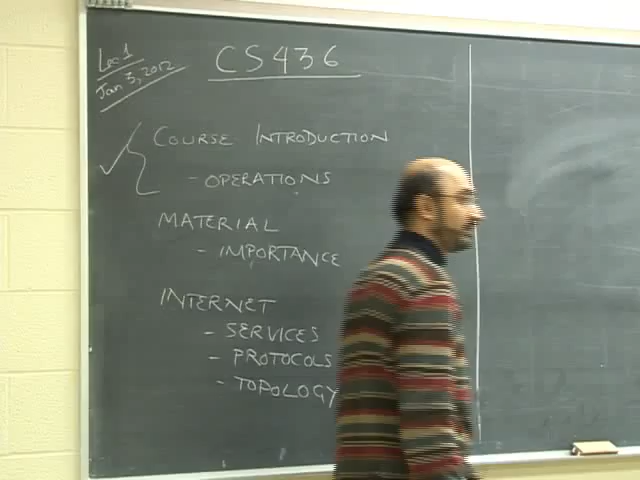 Lec 1
Jan 3, 2012
CS436
COURSE INTRODUCTION
- OPERATIONS
MATERIAL
- IMPORTANCE
INTERNET
- SERVICES
- PROTOCOLS
- TOPOLOGY